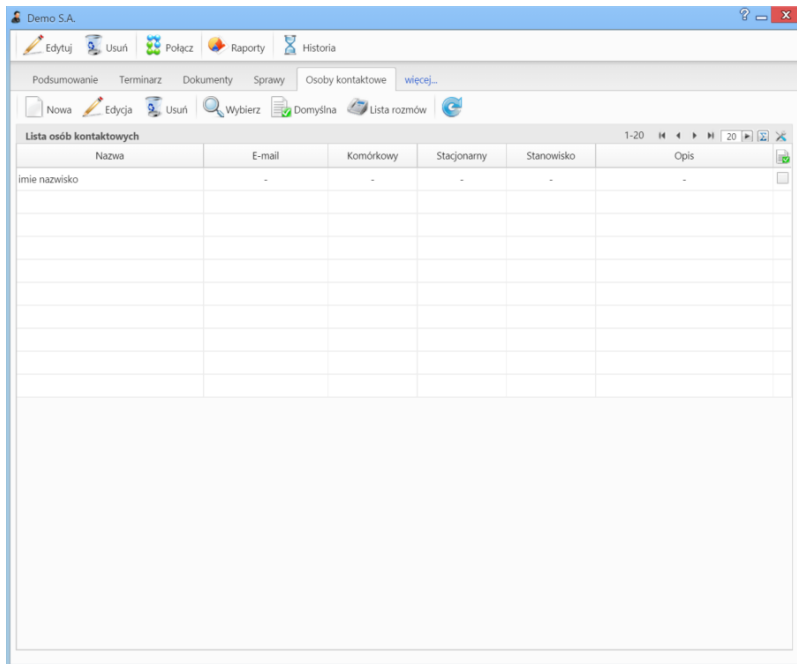 Demo S.A.
Edytuj Usuń Połącz Raporty Historia
Podsumowanie Terminarz Dokumenty Sprawy Osoby kontaktowe więcej...
Nowa Edycja Usuń Wybierz Domyślna Lista rozmów
Lista osób kontaktowych 1-20 20
Nazwa E-mail Komórkowy Stacjonarny Stanowisko Opis
imie nazwisko - - - - -